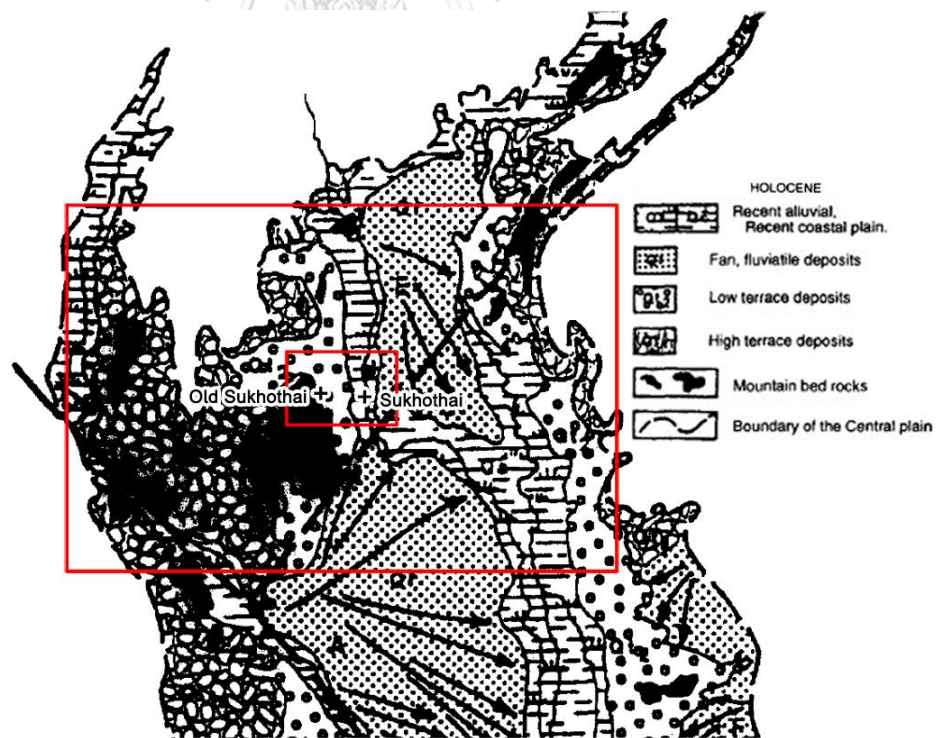 HOLOCENE
Recent alluvial,
Recent coastal plain.
Fan, fluviatile deposits
Low terrace deposits
High terrace deposits
Mountain bed rocks
Boundary of the Central plain
Old Sukhothai
Sukhothai